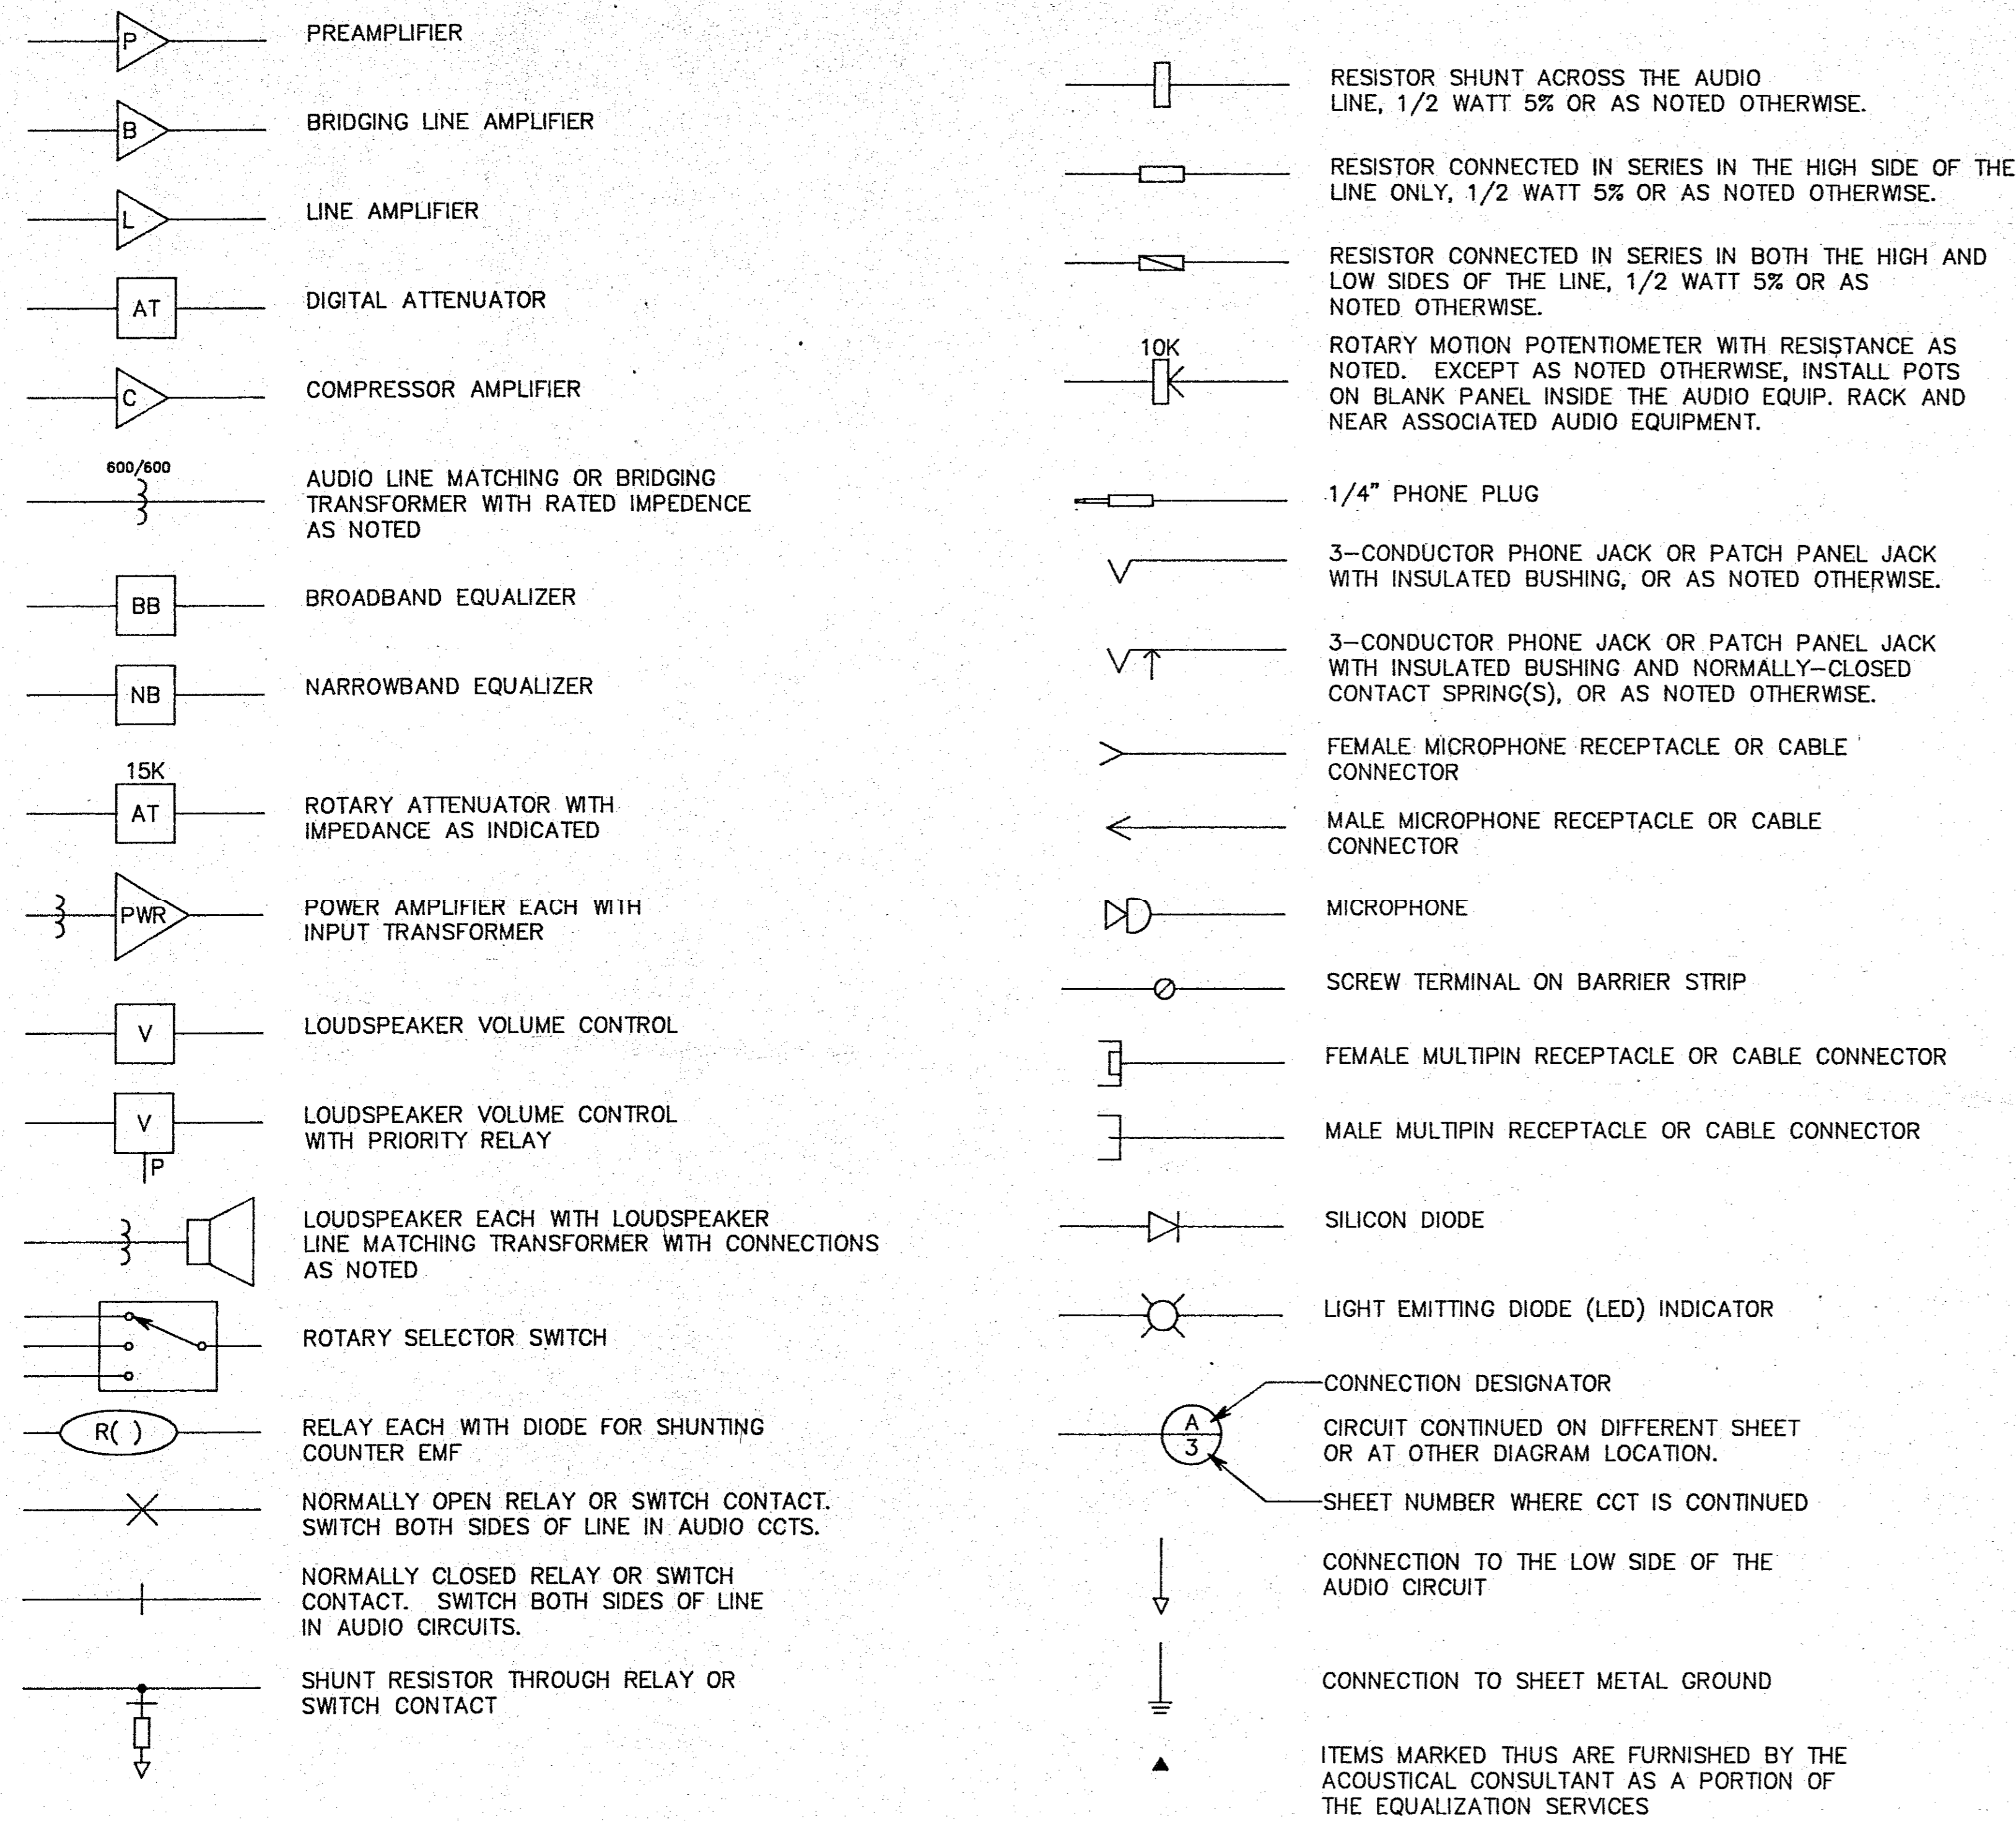 P
PREAMPLIFIER
B
BRIDGING LINE AMPLIFIER
L
LINE AMPLIFIER
AT
DIGITAL ATTENUATOR
C
COMPRESSOR AMPLIFIER
600/600
AUDIO LINE MATCHING OR BRIDGING
TRANSFORMER WITH RATED IMPEDENCE
AS NOTED
BB
BROADBAND EQUALIZER
NB
NARROWBAND EQUALIZER
15K
AT
ROTARY ATTENUATOR WITH
IMPEDANCE AS INDICATED
PWR
POWER AMPLIFIER EACH WITH
INPUT TRANSFORMER
V
LOUDSPEAKER VOLUME CONTROL
V
P
LOUDSPEAKER VOLUME CONTROL
WITH PRIORITY RELAY
LOUDSPEAKER EACH WITH LOUDSPEAKER
LINE MATCHING TRANSFORMER WITH CONNECTIONS
AS NOTED
ROTARY SELECTOR SWITCH
R( )
RELAY EACH WITH DIODE FOR SHUNTING
COUNTER EMF
NORMALLY OPEN RELAY OR SWITCH CONTACT.
SWITCH BOTH SIDES OF LINE IN AUDIO CCTS.
NORMALLY CLOSED RELAY OR SWITCH
CONTACT. SWITCH BOTH SIDES OF LINE
IN AUDIO CIRCUITS.
SHUNT RESISTOR THROUGH RELAY OR
SWITCH CONTACT
RESISTOR SHUNT ACROSS THE AUDIO
LINE, 1/2 WATT 5% OR AS NOTED OTHERWISE.
RESISTOR CONNECTED IN SERIES IN THE HIGH SIDE OF THE
LINE ONLY, 1/2 WATT 5% OR AS NOTED OTHERWISE.
RESISTOR CONNECTED IN SERIES IN BOTH THE HIGH AND
LOW SIDES OF THE LINE, 1/2 WATT 5% OR AS
NOTED OTHERWISE.
10K
ROTARY MOTION POTENTIOMETER WITH RESISTANCE AS
NOTED. EXCEPT AS NOTED OTHERWISE, INSTALL POTS
ON BLANK PANEL INSIDE THE AUDIO EQUIP. RACK AND
NEAR ASSOCIATED AUDIO EQUIPMENT.
1/4" PHONE PLUG
3-CONDUCTOR PHONE JACK OR PATCH PANEL JACK
WITH INSULATED BUSHING, OR AS NOTED OTHERWISE.
3-CONDUCTOR PHONE JACK OR PATCH PANEL JACK
WITH INSULATED BUSHING AND NORMALLY-CLOSED
CONTACT SPRING(S), OR AS NOTED OTHERWISE.
FEMALE MICROPHONE RECEPTACLE OR CABLE
CONNECTOR
MALE MICROPHONE RECEPTACLE OR CABLE
CONNECTOR
MICROPHONE
SCREW TERMINAL ON BARRIER STRIP
FEMALE MULTIPIN RECEPTACLE OR CABLE CONNECTOR
MALE MULTIPIN RECEPTACLE OR CABLE CONNECTOR
SILICON DIODE
LIGHT EMITTING DIODE (LED) INDICATOR
CONNECTION DESIGNATOR
A
3
CIRCUIT CONTINUED ON DIFFERENT SHEET
OR AT OTHER DIAGRAM LOCATION.
SHEET NUMBER WHERE CCT IS CONTINUED
CONNECTION TO THE LOW SIDE OF THE
AUDIO CIRCUIT
CONNECTION TO SHEET METAL GROUND
ITEMS MARKED THUS ARE FURNISHED BY THE
ACOUSTICAL CONSULTANT AS A PORTION OF
THE EQUALIZATION SERVICES